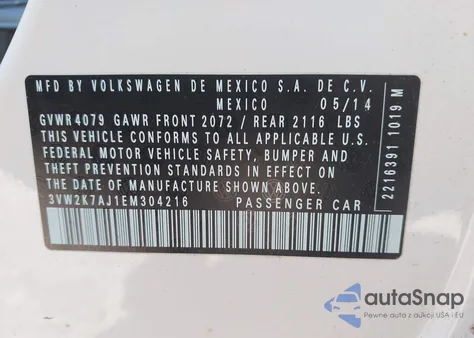 MFD BY VOLKSWAGEN DE MEXICO S.A. DE C.V.
MEXICO 05/14
GVWR 4079 GAWR FRONT 2072 / REAR 2116 LBS
THIS VEHICLE CONFORMS TO ALL APPLICABLE U.S.
FEDERAL MOTOR VEHICLE SAFETY, BUMPER AND
THEFT PREVENTION STANDARDS IN EFFECT ON THE
DATE OF MANUFACTURE SHOWN ABOVE.
3VW2K7AJ1EM304216 PASSENGER CAR
2216391 1019 M
autoSnap
Pewne auta z aukcji USA i EU